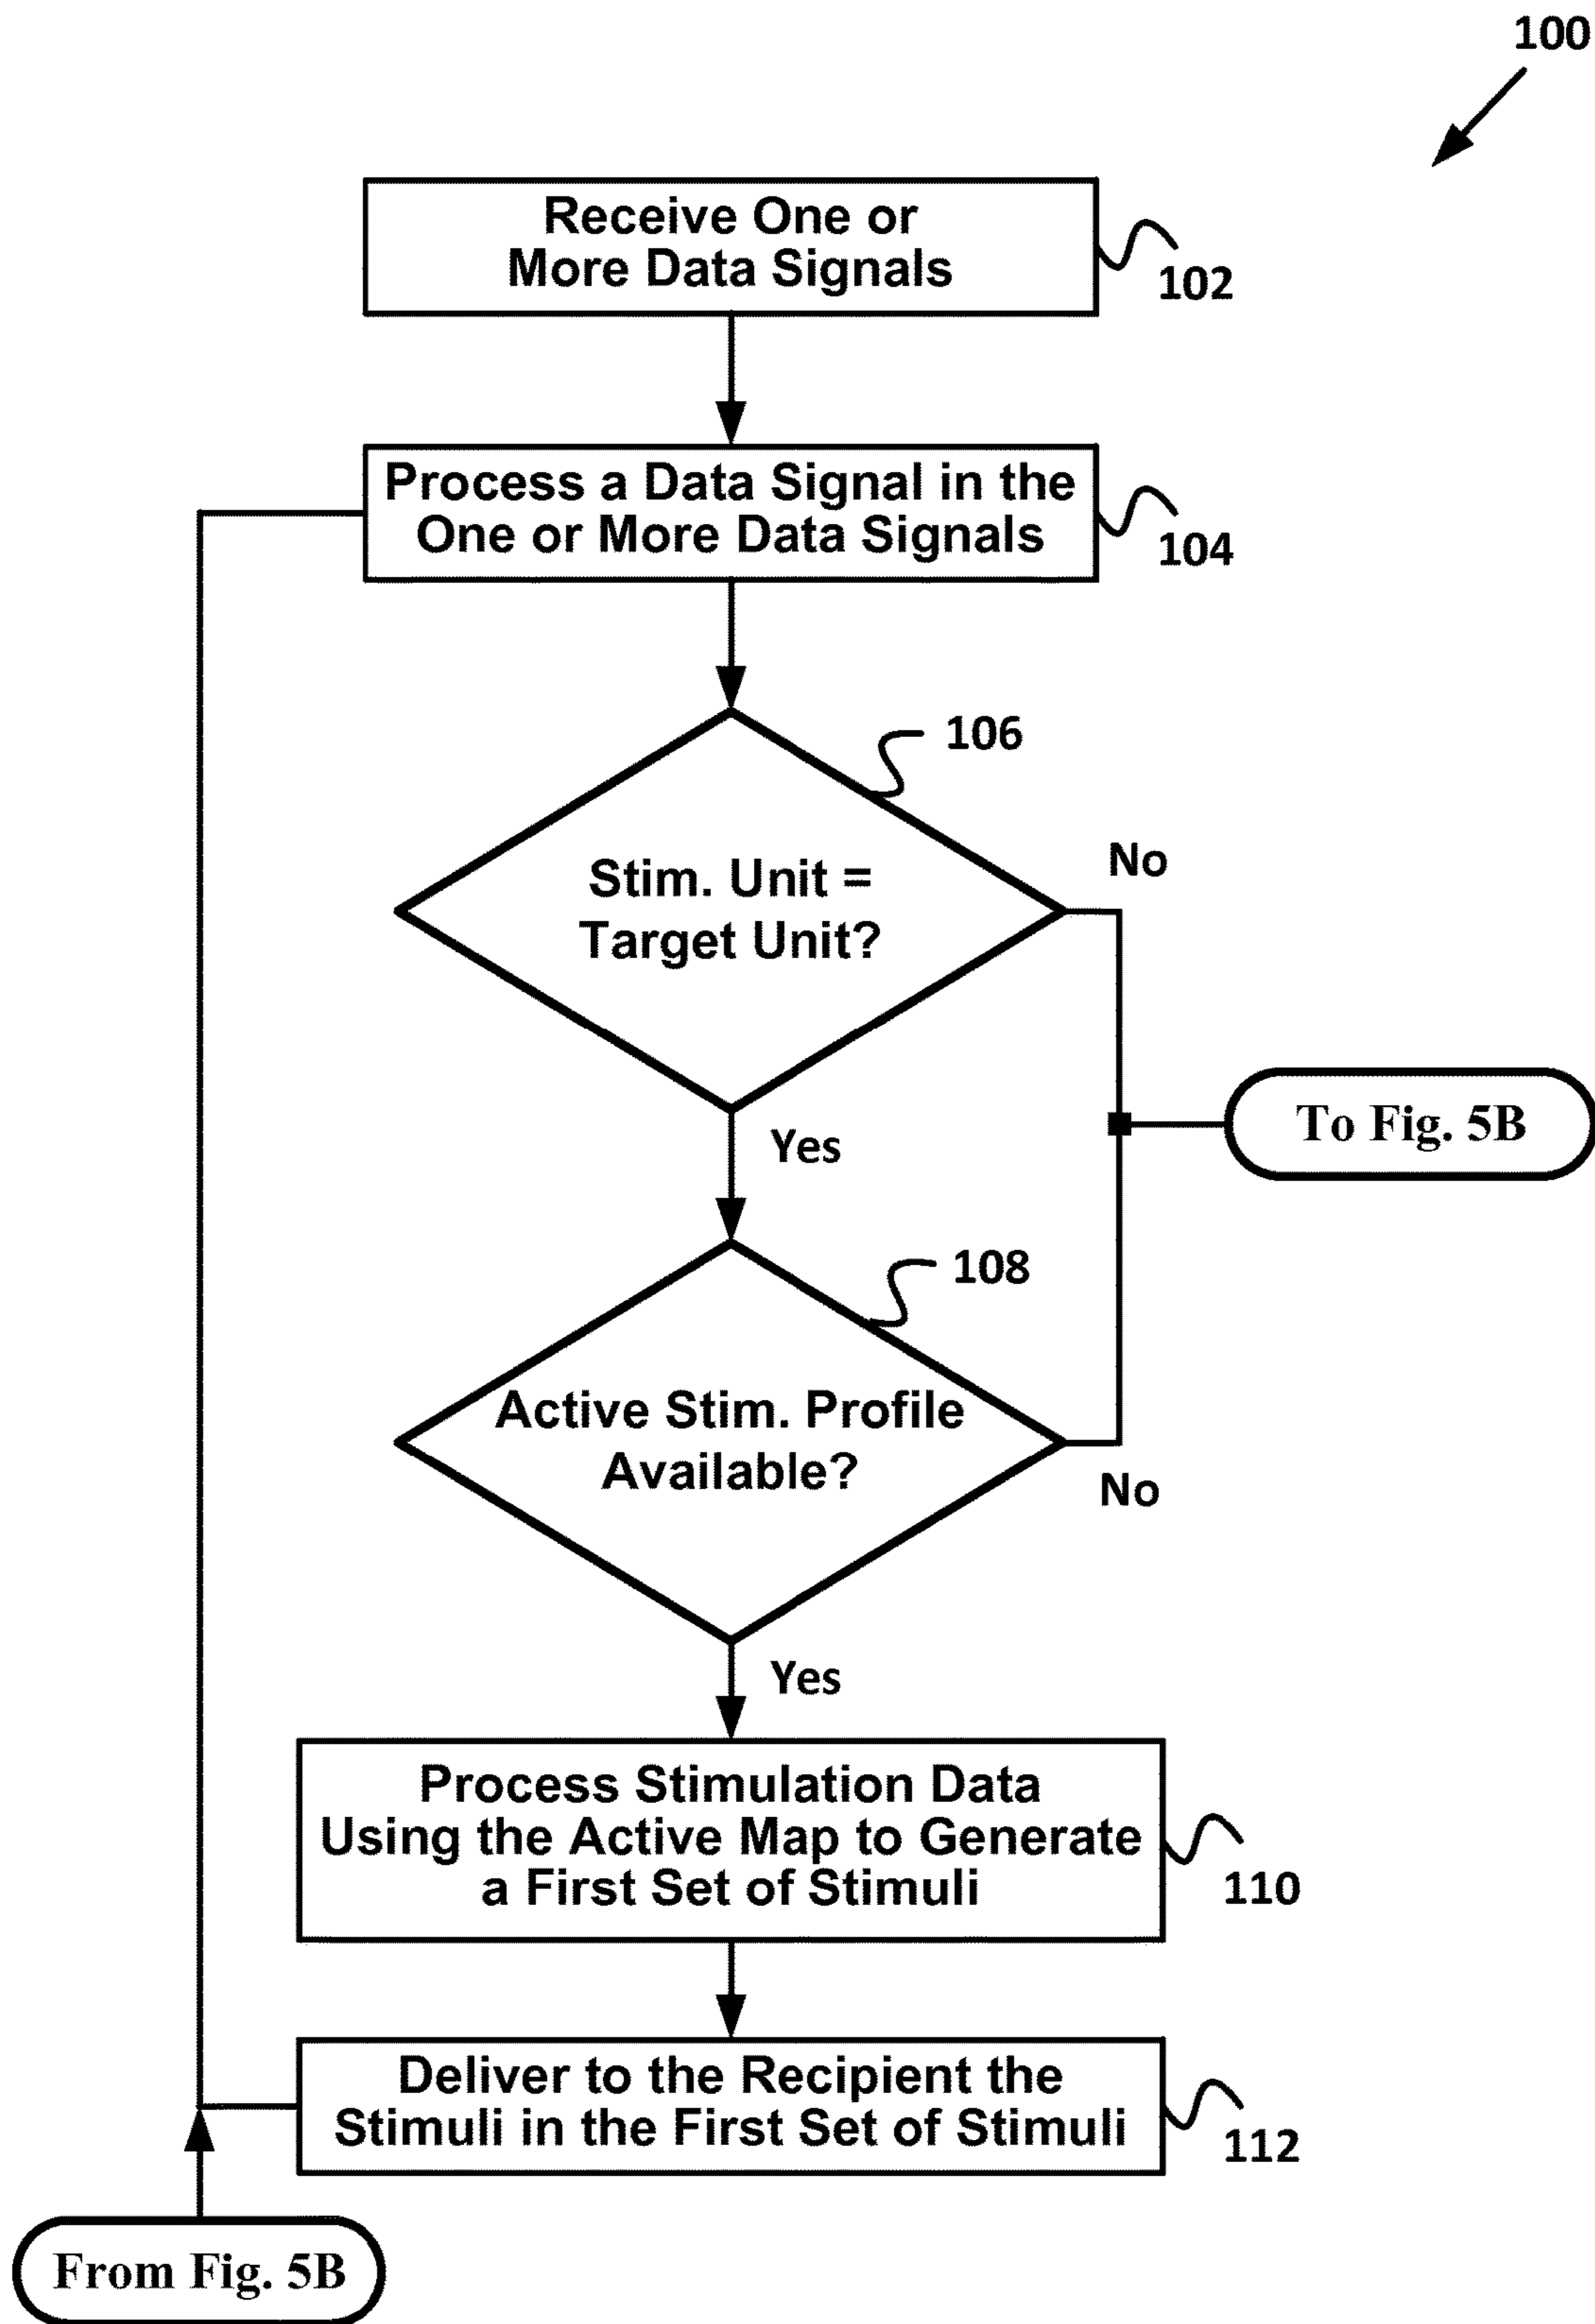 100
Receive One or
More Data Signals
102
Process a Data Signal in the
One or More Data Signals
104
106
Stim. Unit =
Target Unit?
No
Yes
To Fig. 5B
108
Active Stim. Profile
Available?
No
Yes
Process Stimulation Data
Using the Active Map to Generate
a First Set of Stimuli
110
Deliver to the Recipient the
Stimuli in the First Set of Stimuli
112
From Fig. 5B